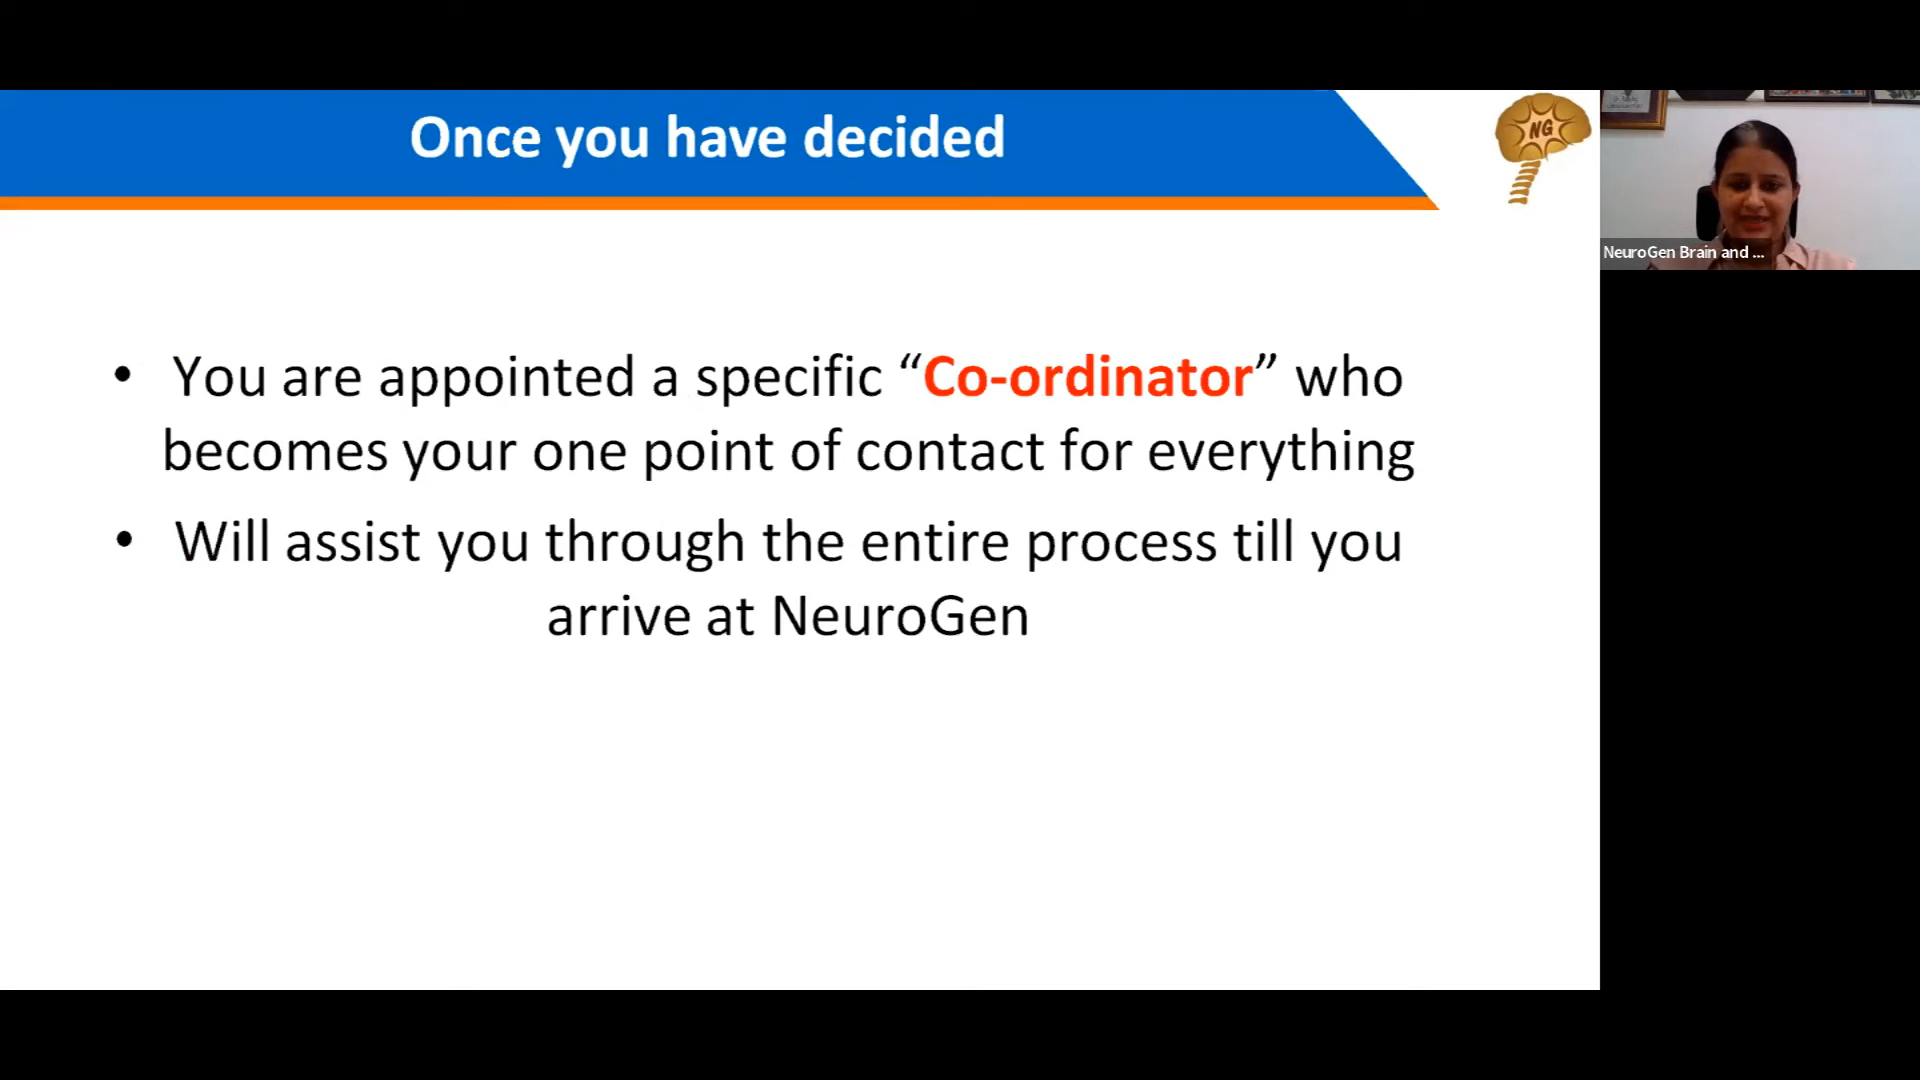 Once you have decided
NG
NeuroGen Brain and ...
• You are appointed a specific “Co-ordinator” who
becomes your one point of contact for everything
• Will assist you through the entire process till you
arrive at NeuroGen